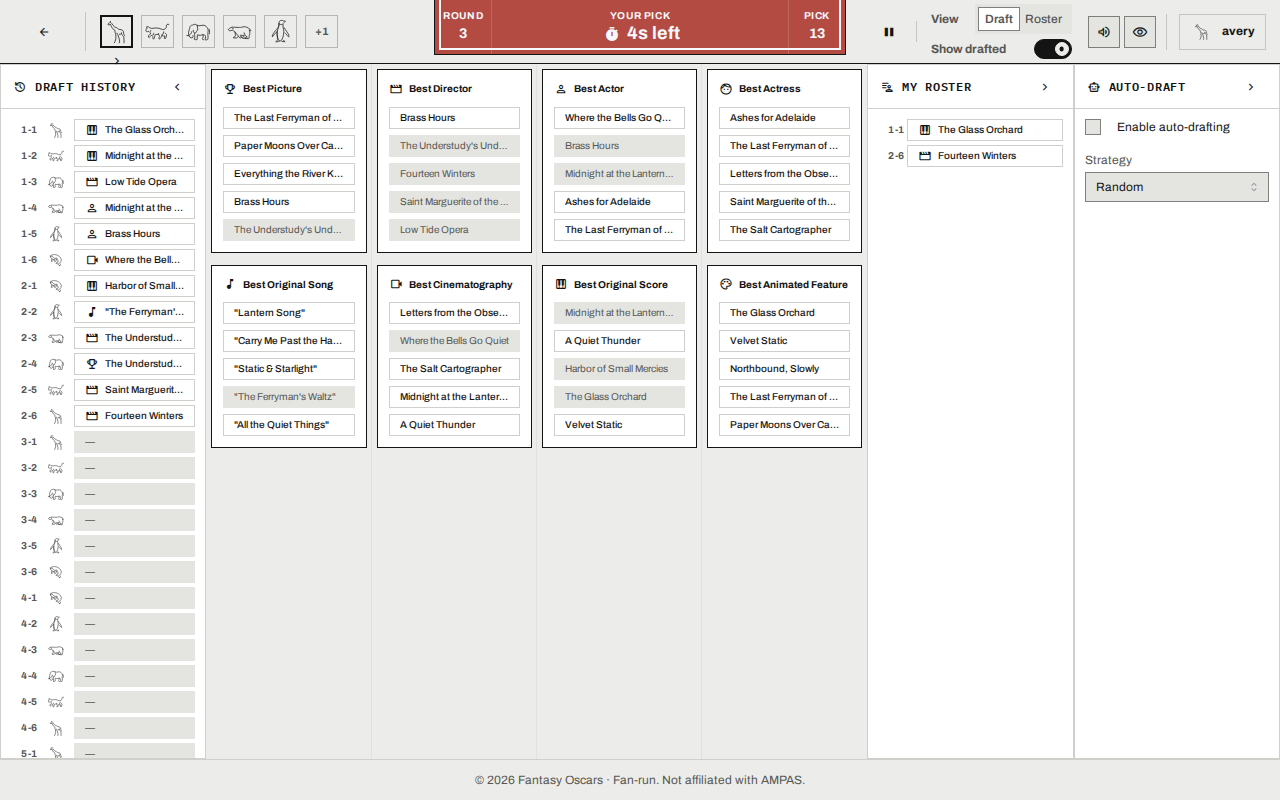 +1
ROUND
3
YOUR PICK
4s left
PICK
13
View
Draft
Roster
Show drafted
avery
DRAFT HISTORY
1-1 The Glass Orch...
1-2 Midnight at the ...
1-3 Low Tide Opera
1-4 Midnight at the ...
1-5 Brass Hours
1-6 Where the Bell...
2-1 Harbor of Small...
2-2 "The Ferryman'...
2-3 The Understud...
2-4 The Understud...
2-5 Saint Marguerit...
2-6 Fourteen Winters
3-1 —
3-2 —
3-3 —
3-4 —
3-5 —
3-6 —
4-1 —
4-2 —
4-3 —
4-4 —
4-5 —
4-6 —
5-1 —
Best Picture
The Last Ferryman of ...
Paper Moons Over Ca...
Everything the River K...
Brass Hours
The Understudy's Und...
Best Director
Brass Hours
The Understudy's Und...
Fourteen Winters
Saint Marguerite of the ...
Low Tide Opera
Best Actor
Where the Bells Go Q...
Brass Hours
Midnight at the Lantern...
Ashes for Adelaide
The Last Ferryman of ...
Best Actress
Ashes for Adelaide
The Last Ferryman of ...
Letters from the Obse...
Saint Marguerite of th...
The Salt Cartographer
Best Original Song
"Lantern Song"
"Carry Me Past the Ha...
"Static & Starlight"
"The Ferryman's Waltz"
"All the Quiet Things"
Best Cinematography
Letters from the Obse...
Where the Bells Go Quiet
The Salt Cartographer
Midnight at the Lanter...
A Quiet Thunder
Best Original Score
Midnight at the Lantern...
A Quiet Thunder
Harbor of Small Mercies
The Glass Orchard
Velvet Static
Best Animated Feature
The Glass Orchard
Velvet Static
Northbound, Slowly
The Last Ferryman of ...
Paper Moons Over Ca...
MY ROSTER
1-1 The Glass Orchard
2-6 Fourteen Winters
AUTO-DRAFT
Enable auto-drafting
Strategy
Random
© 2026 Fantasy Oscars · Fan-run. Not affiliated with AMPAS.